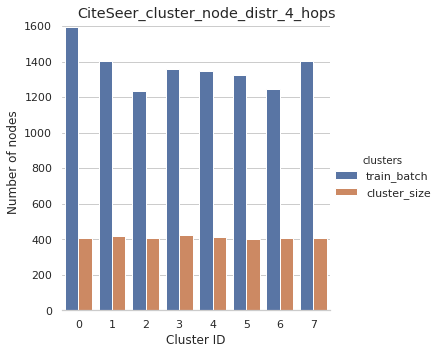 CiteSeer_cluster_node_distr_4_hops
1600
1400
1200
1000
800
600
400
200
0
Number of nodes
0 1 2 3 4 5 6 7
Cluster ID
clusters
train_batch
cluster_size